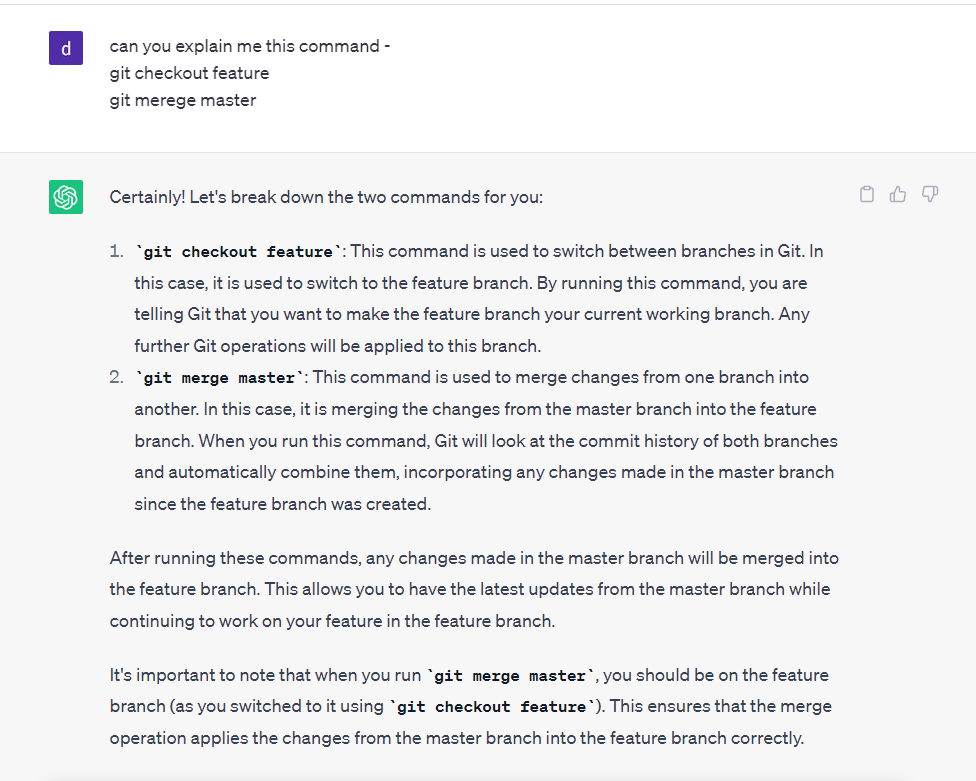 d
can you explain me this command -
git checkout feature
git merege master
Certainly! Let's break down the two commands for you:
1. `git checkout feature`: This command is used to switch between branches in Git. In
this case, it is used to switch to the feature branch. By running this command, you are
telling Git that you want to make the feature branch your current working branch. Any
further Git operations will be applied to this branch.
2. `git merge master`: This command is used to merge changes from one branch into
another. In this case, it is merging the changes from the master branch into the feature
branch. When you run this command, Git will look at the commit history of both branches
and automatically combine them, incorporating any changes made in the master branch
since the feature branch was created.
After running these commands, any changes made in the master branch will be merged into
the feature branch. This allows you to have the latest updates from the master branch while
continuing to work on your feature in the feature branch.
It's important to note that when you run `git merge master`, you should be on the feature
branch (as you switched to it using `git checkout feature`). This ensures that the merge
operation applies the changes from the master branch into the feature branch correctly.